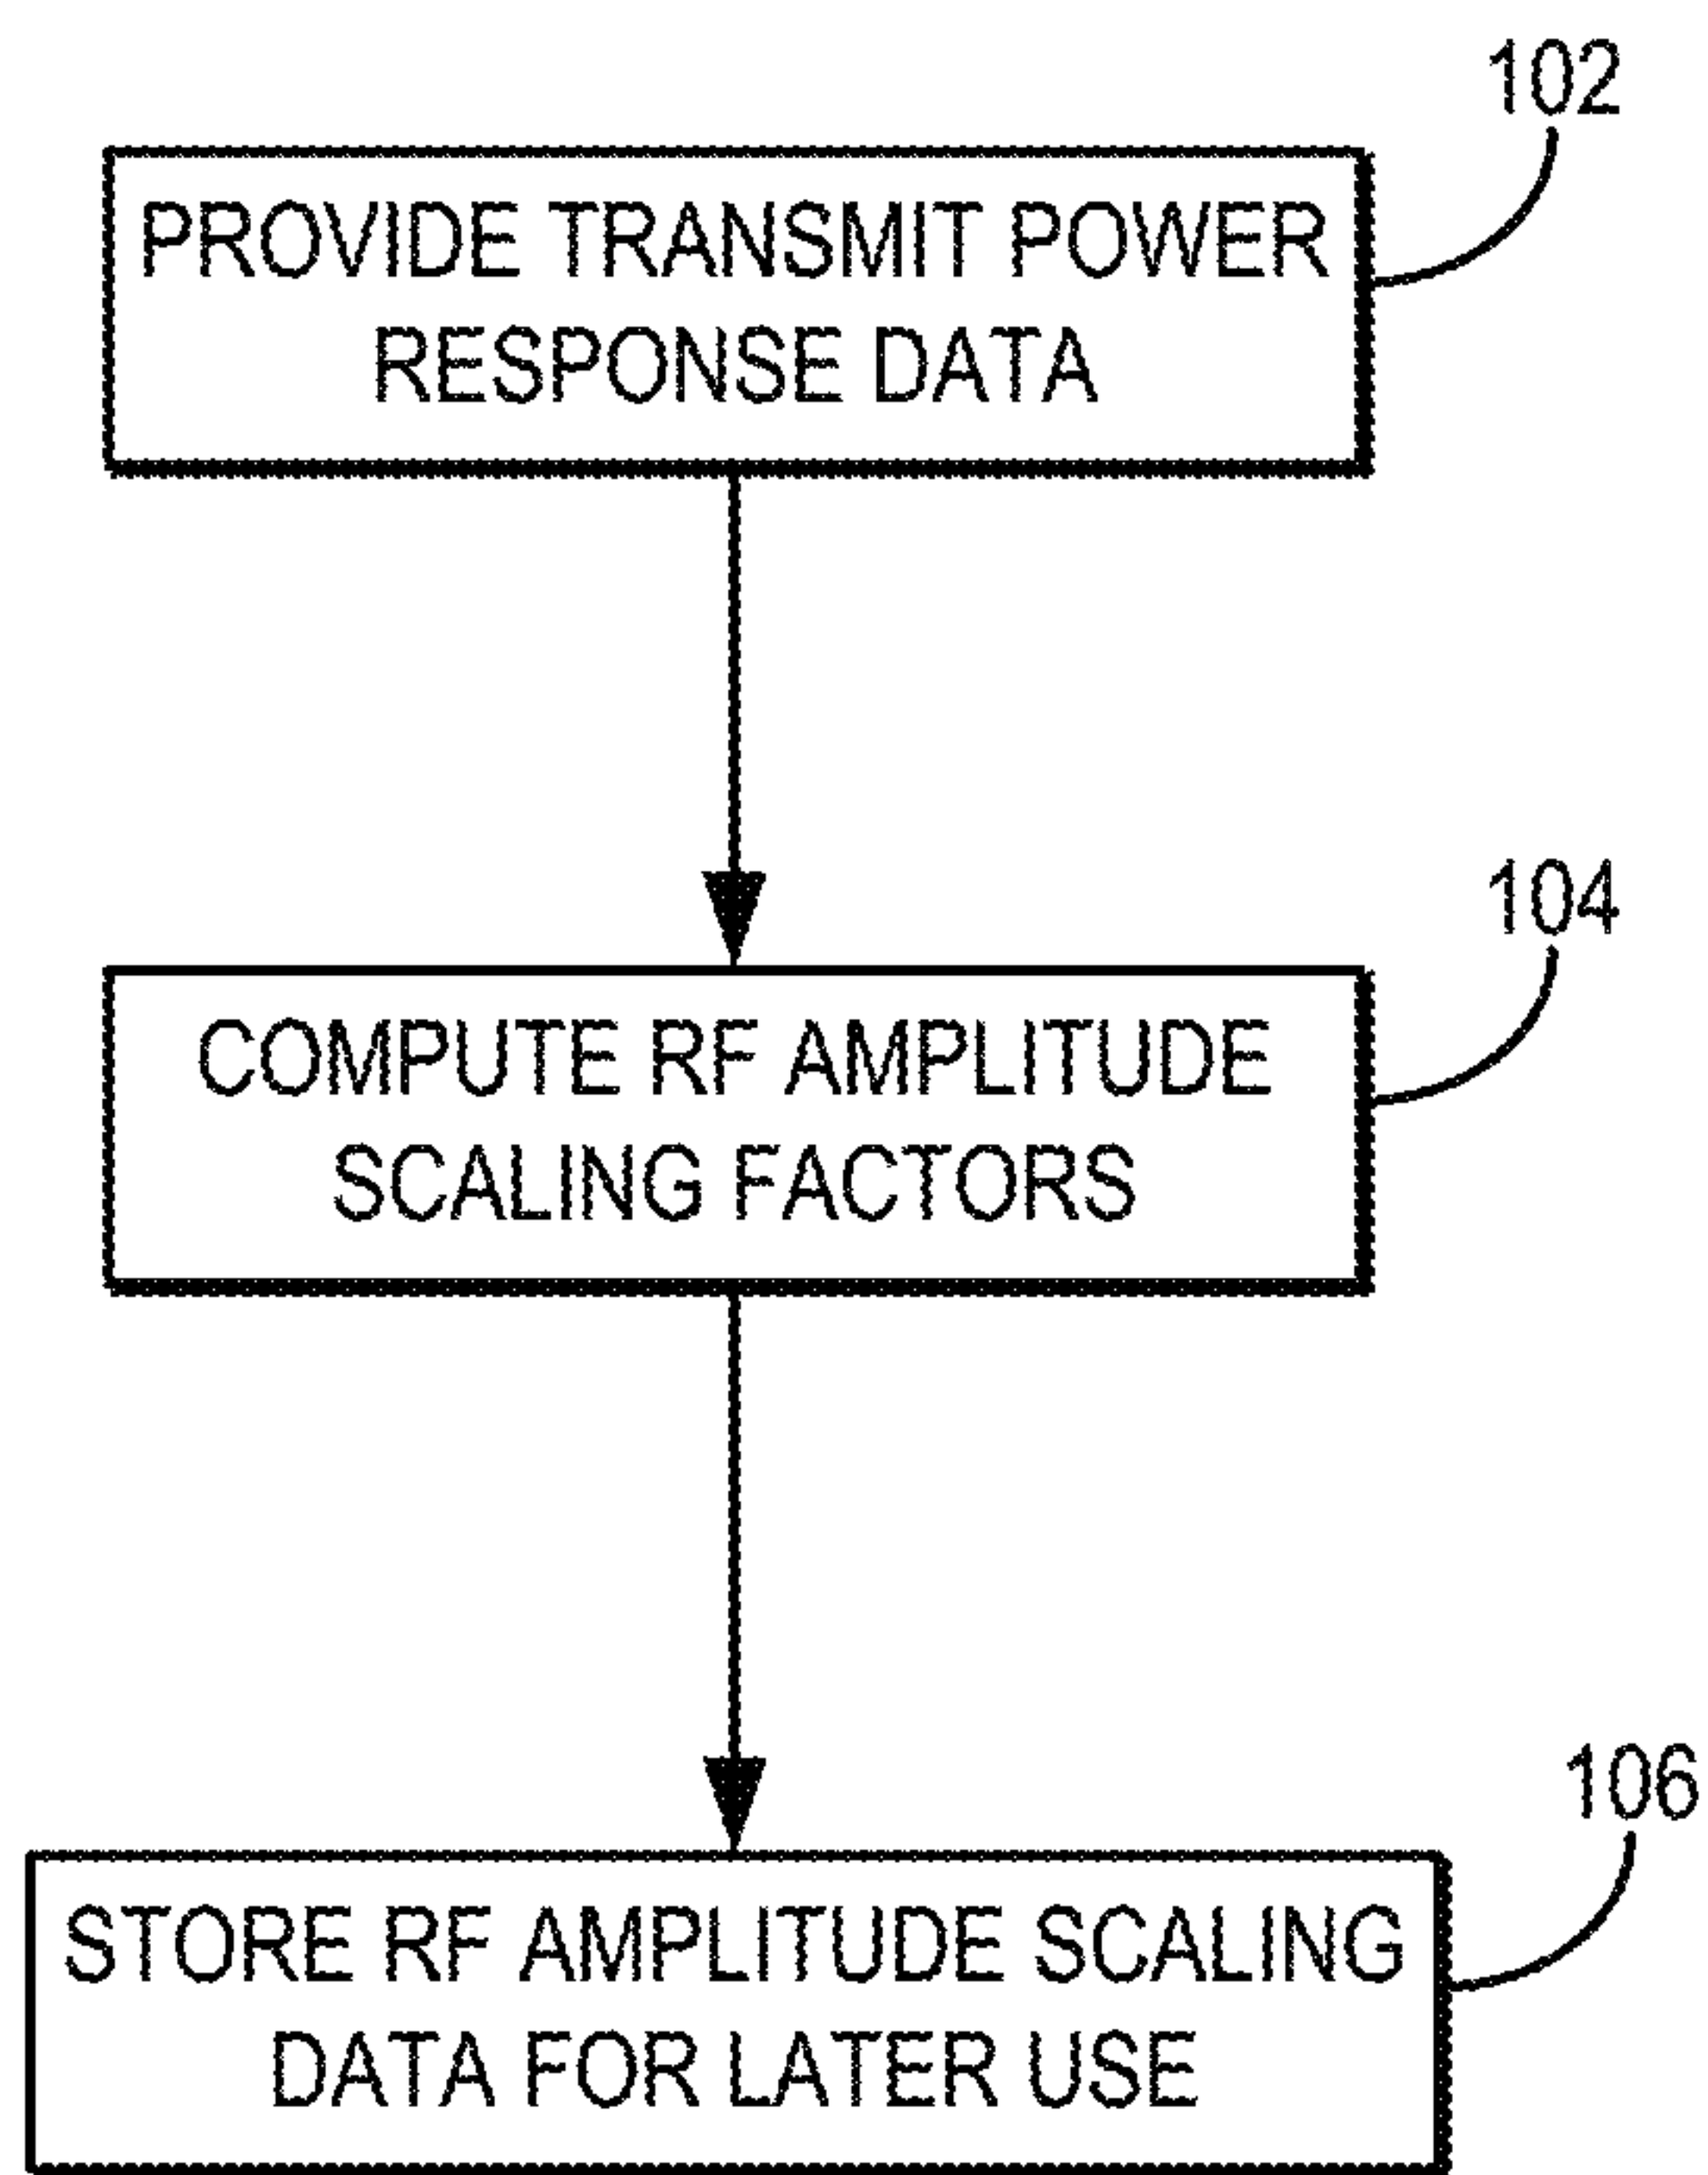 102
PROVIDE TRANSMIT POWER
RESPONSE DATA
104
COMPUTE RF AMPLITUDE
SCALING FACTORS
106
STORE RF AMPLITUDE SCALING
DATA FOR LATER USE